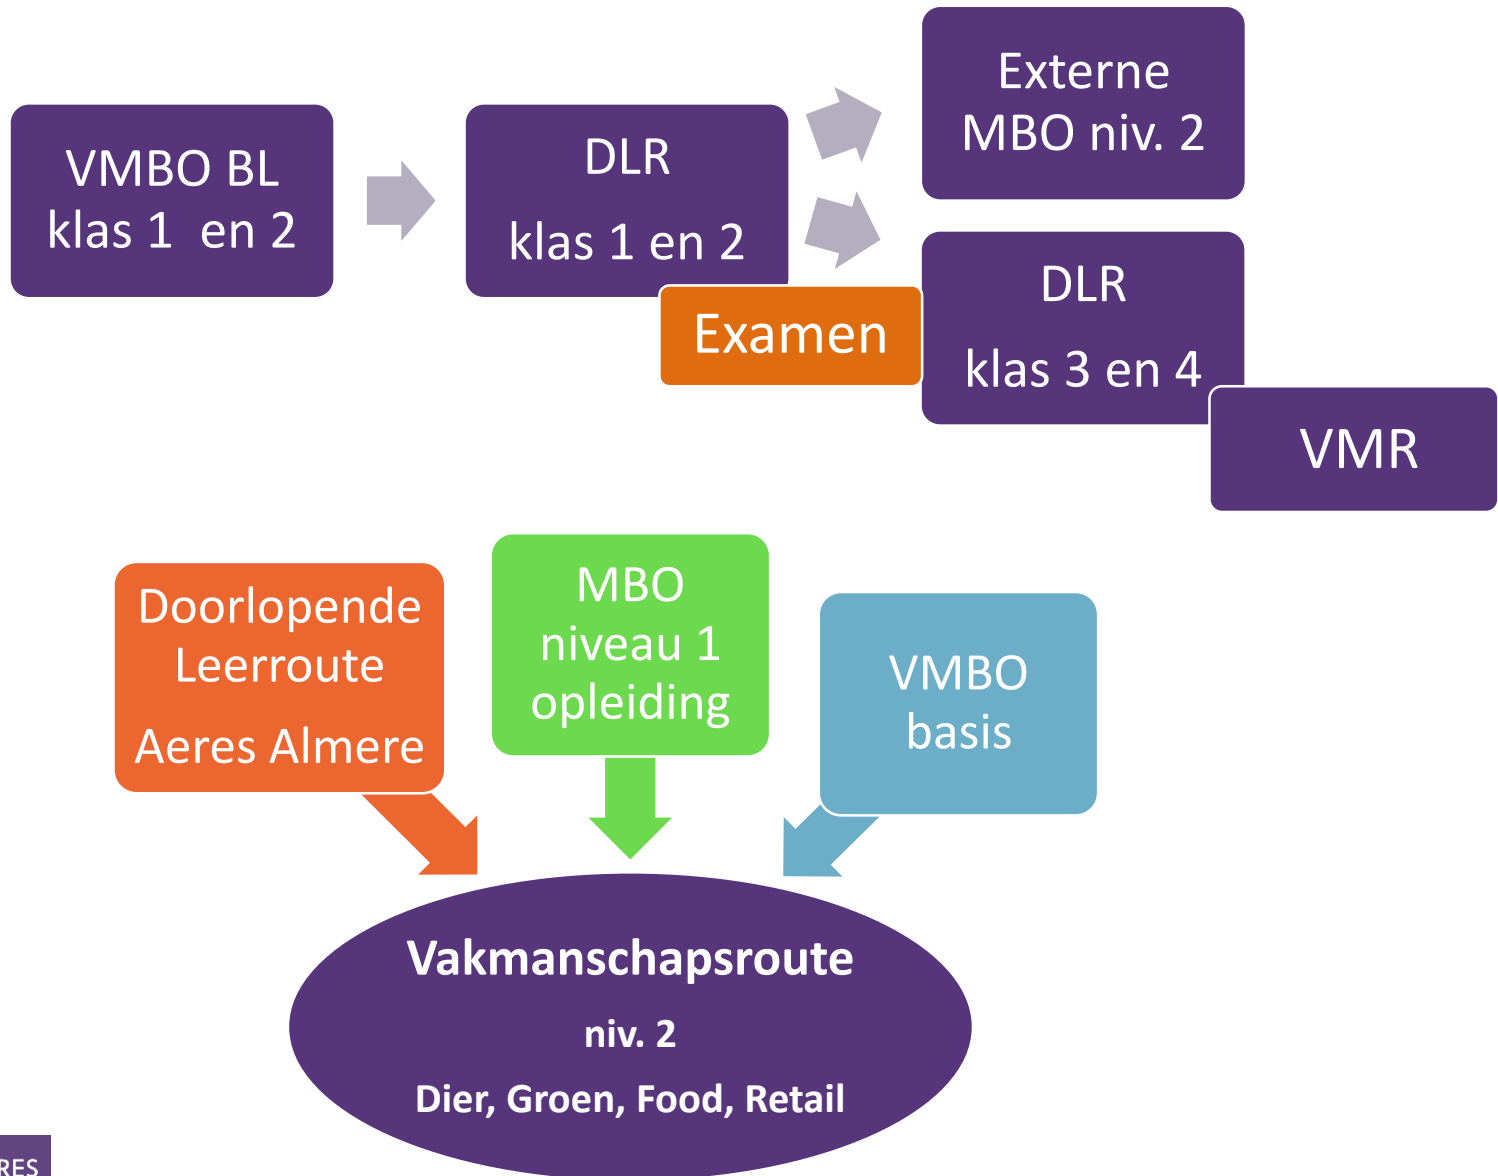 VMBO BL
klas 1 en 2
DLR
klas 1 en 2
Examen
Externe
MBO niv. 2
DLR
klas 3 en 4
VMR
Doorlopende
Leerroute
Aeres Almere
MBO
niveau 1
opleiding
VMBO
basis
Vakmanschapsroute
niv. 2
Dier, Groen, Food, Retail
RES